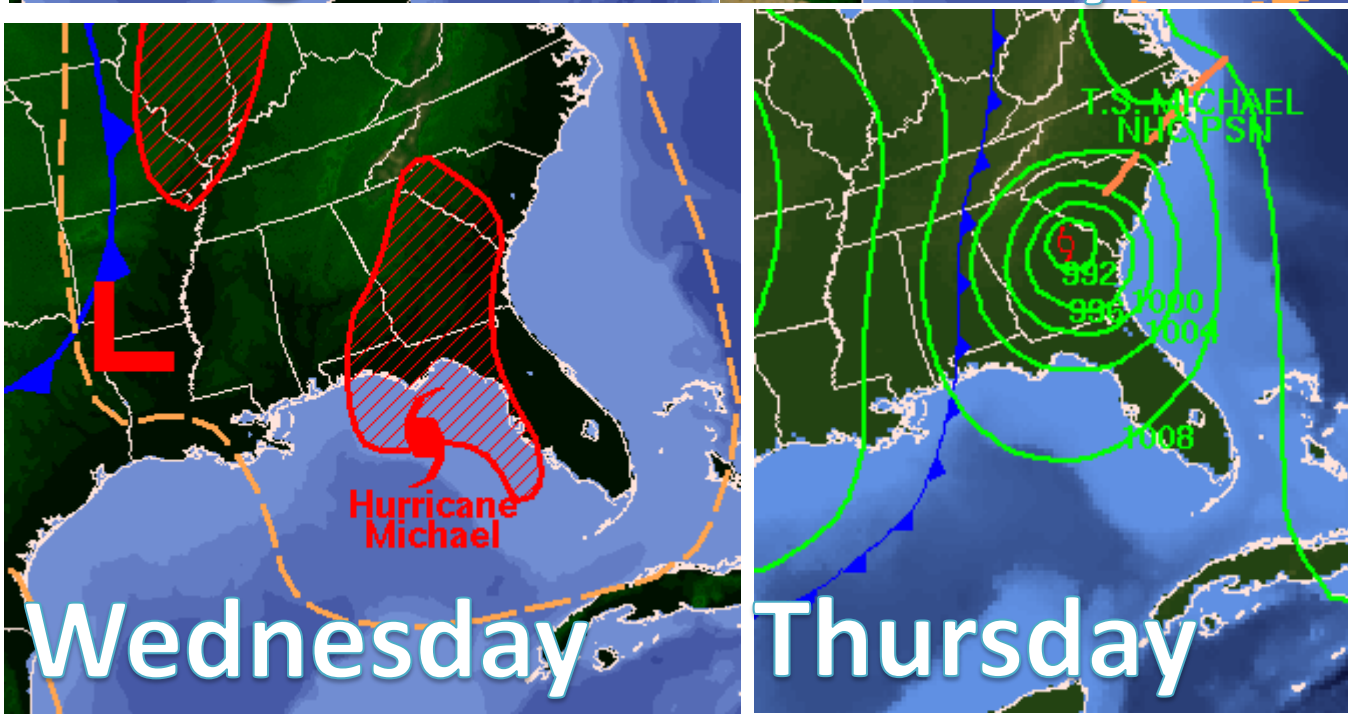 L
Hurricane
Michael
Wednesday
T.S. MICHAEL
NHC PSN
992
996
1000
1004
1008
Thursday